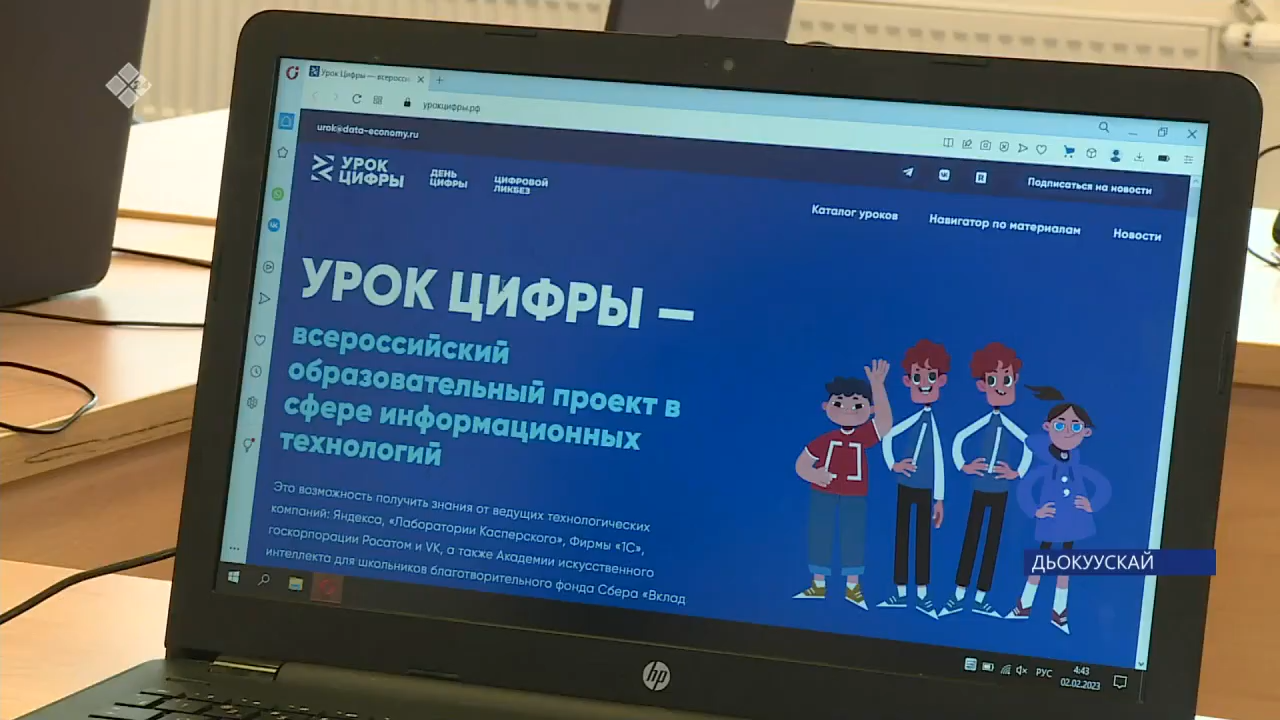 Урок Цифры — всеросси
урокцифры.рф
urok@data-economy.ru
Подписаться на новости
УРОК
ЦИФРЫ
ДЕНЬ
ЦИФРЫ
ЦИФРОВОЙ
ЛИКБЕЗ
Каталог уроков
Навигатор по материалам
Новости
УРОК ЦИФРЫ —
всероссийский
образовательный проект в
сфере информационных
технологий
Это возможность получить знания от ведущих технологических
компаний: Яндекса, «Лаборатории Касперского», Фирмы «1С»,
госкорпорации Росатом и VK, а также Академии искусственного
интеллекта для школьников благотворительного фонда Сбера «Вклад
ДЬОКУУСКАЙ
РУС
4:43
02.02.2023
hp